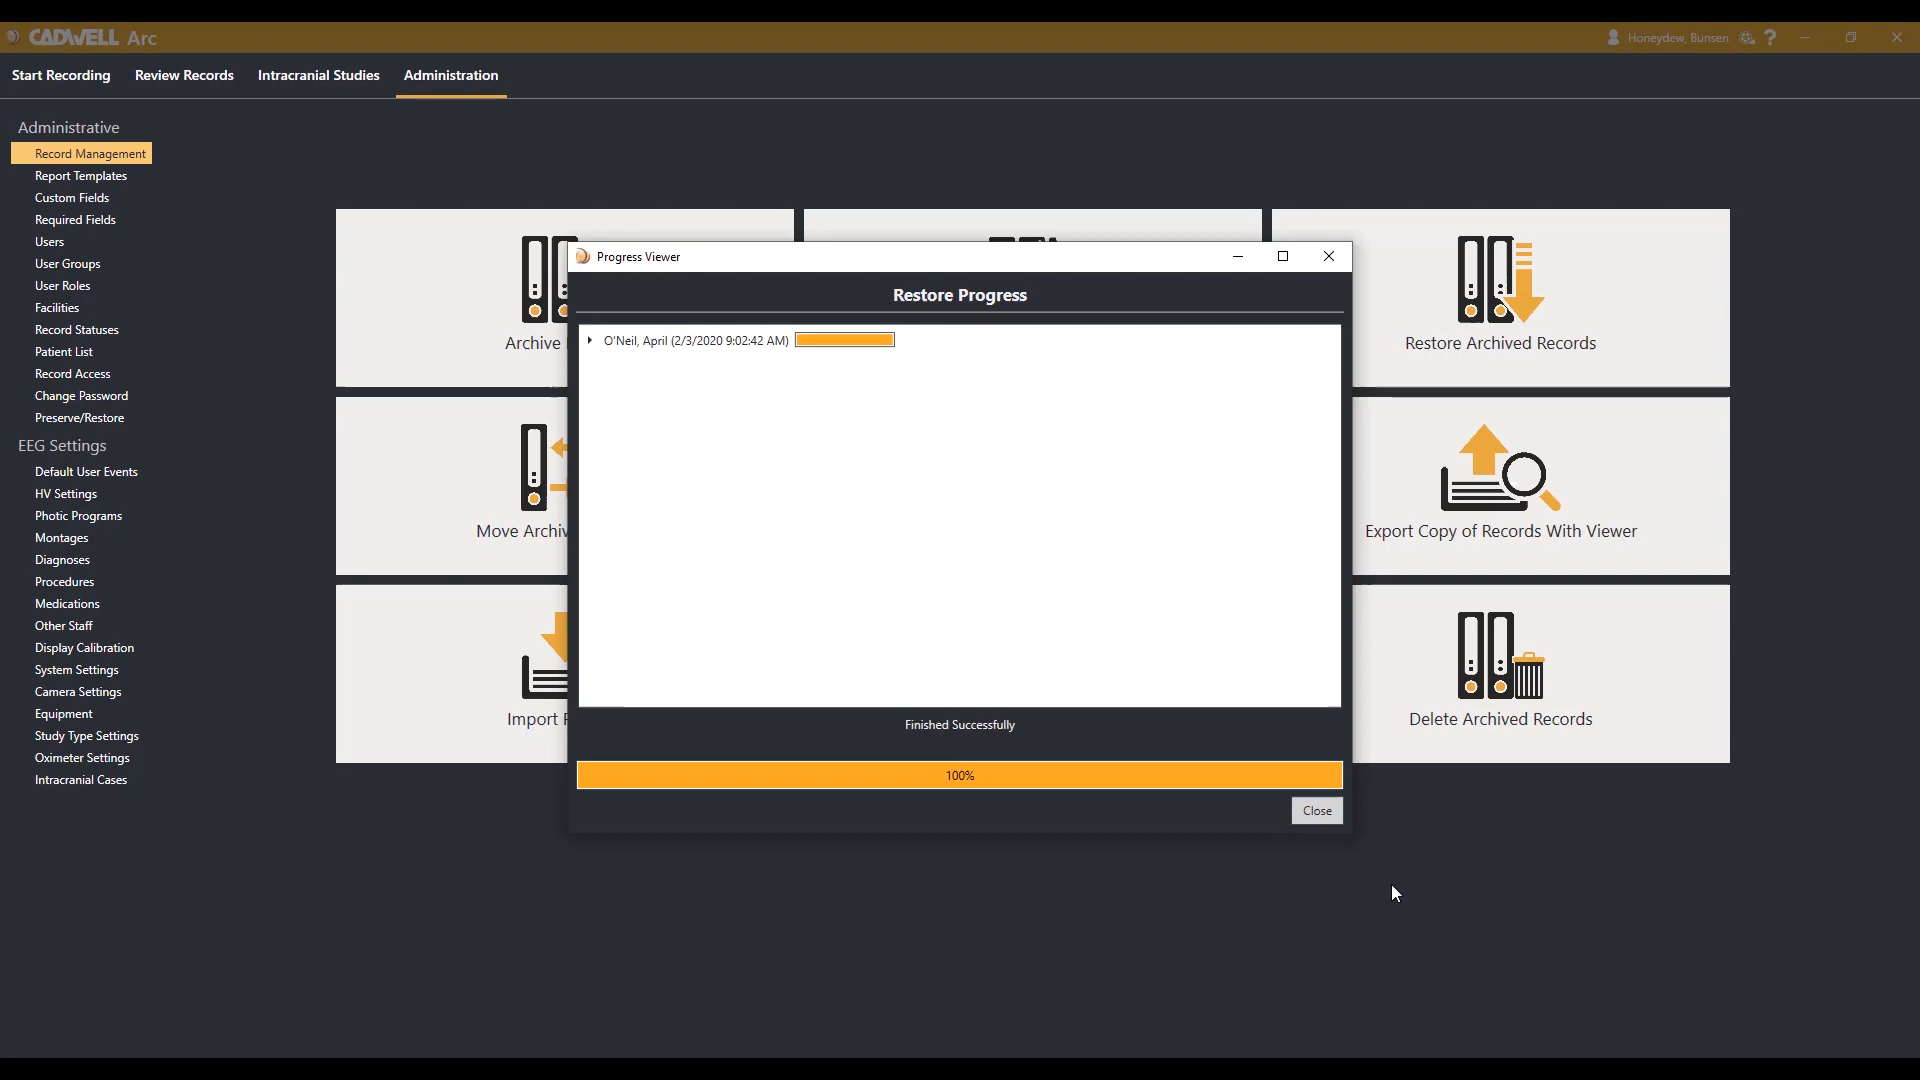 CADWELL Arc
Honeydew, Bunsen
Start Recording
Review Records
Intracranial Studies
Administration
Administrative
Record Management
Report Templates
Custom Fields
Required Fields
Users
User Groups
User Roles
Facilities
Record Statuses
Patient List
Record Access
Change Password
Preserve/Restore
EEG Settings
Default User Events
HV Settings
Photic Programs
Montages
Diagnoses
Procedures
Medications
Other Staff
Display Calibration
System Settings
Camera Settings
Equipment
Study Type Settings
Oximeter Settings
Intracranial Cases
Archive
Restore Archived Records
Move Archiv
Export Copy of Records With Viewer
Import
Delete Archived Records
Progress Viewer
Restore Progress
O'Neil, April (2/3/2020 9:02:42 AM)
Finished Successfully
100%
Close